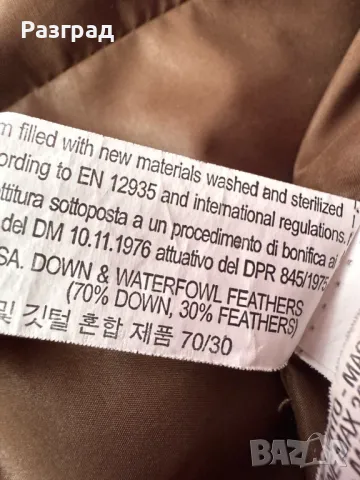 Разград
m filled with new materials washed and sterilized
ording to EN 12935 and international regulations.
ottitura sottoposta a un procedimento di bonifica ai
del DM 10.11.1976 attuativo del DPR 845/1975
SA. DOWN & WATERFOWL FEATHERS
(70% DOWN, 30% FEATHERS)
및 깃털 혼합 제품 70/30
BAZAR